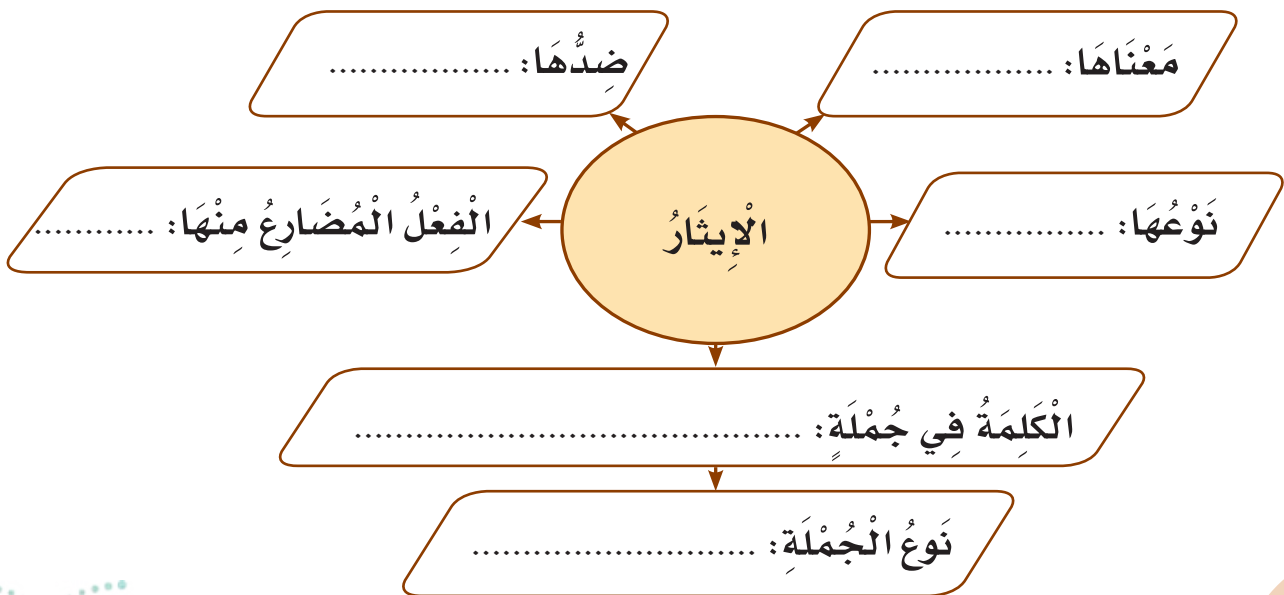 مَعْنَاهَا: ..................
ضِدُّهَا: ..................
نَوْعُهَا: ................
الْإِيثَارُ
الْفِعْلُ الْمُضَارِعُ مِنْهَا: ............
الْكَلِمَةُ فِي جُمْلَةٍ: .............................................
نَوعُ الْجُمْلَةِ: ............................